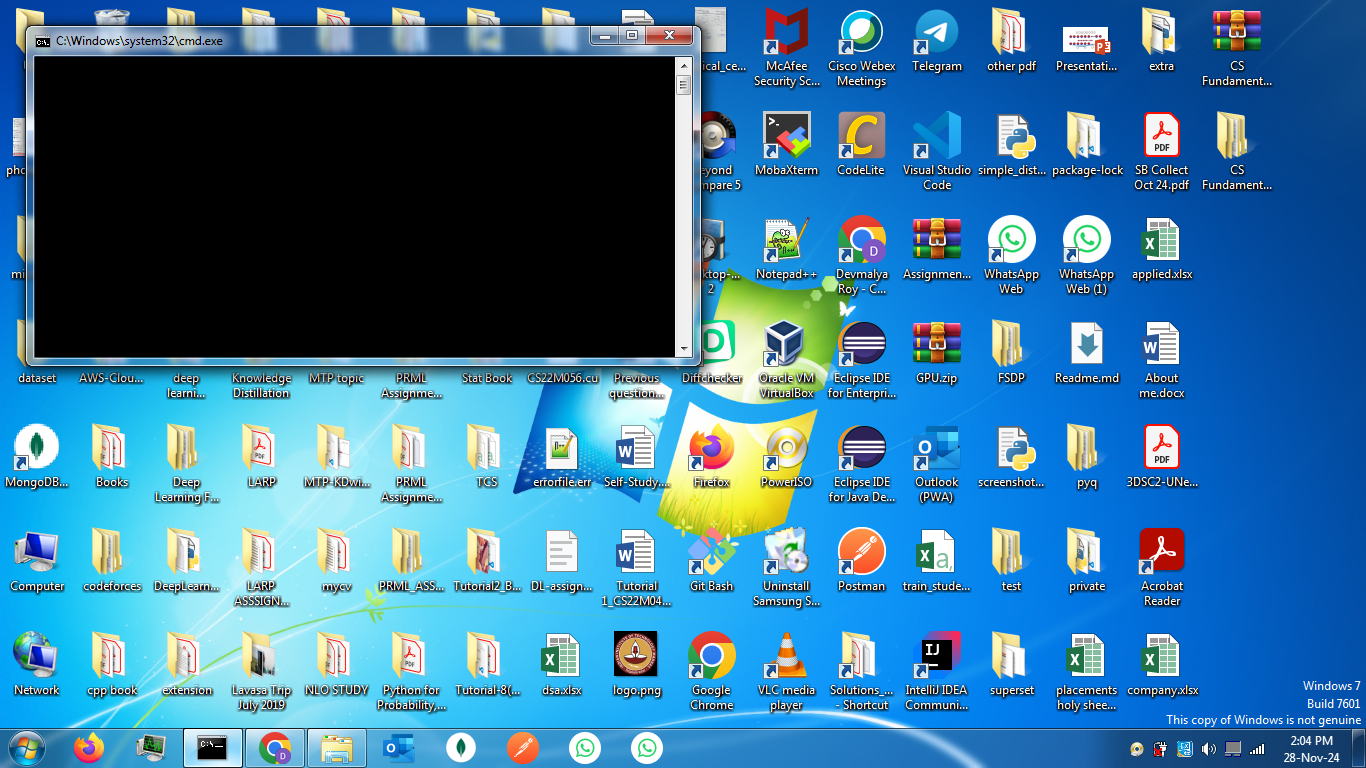 C:\Windows\system32\cmd.exe
ical_ce...
McAfee
Security Sc...
Cisco Webex
Meetings
Telegram
other pdf
Presentati...
extra
CS
Fundament...
MobaXterm
CodeLite
Visual Studio
Code
simple_dist...
package-lock
SB Collect
Oct 24.pdf
CS
Fundament...
2
Notepad++
Devmalya
Roy - C...
Assignmen...
WhatsApp
Web
WhatsApp
Web (1)
applied.xlsx
dataset
AWS-Clou...
deep
learni...
Knowledge
Distillation
MTP topic
PRML
Assignme...
Stat Book
CS22M056.cu
Previous
question...
Diffchecker
Oracle VM
VirtualBox
Eclipse IDE
for Enterpri...
GPU.zip
FSDP
Readme.md
About
me.docx
MongoDB...
Books
Deep
Learning F...
LARP
MTP-KDwi...
PRML
Assignme...
TCS
errorfile.err
Self-Study....
Firefox
PowerISO
Eclipse IDE
for Java De...
Outlook
(PWA)
screenshot...
pyq
3DSC2-UNe...
Computer
codeforces
DeepLearn...
LARP
ASSSIGN...
mycv
PRML_ASS...
Tutorial2_B...
DL-assign...
Tutorial
1_CS22M04...
Git Bash
Uninstall
Samsung S...
Postman
train_stude...
test
private
Acrobat
Reader
Network
cpp book
extension
Lavasa Trip
July 2019
NLO STUDY
Python for
Probability,...
Tutorial-8(...
dsa.xlsx
logo.png
Google
Chrome
VLC media
player
Solutions_...
- Shortcut
IntelliJ IDEA
Communi...
superset
placements
holy shee...
company.xlsx
Windows 7
Build 7601
This copy of Windows is not genuine
2:04 PM
28-Nov-24